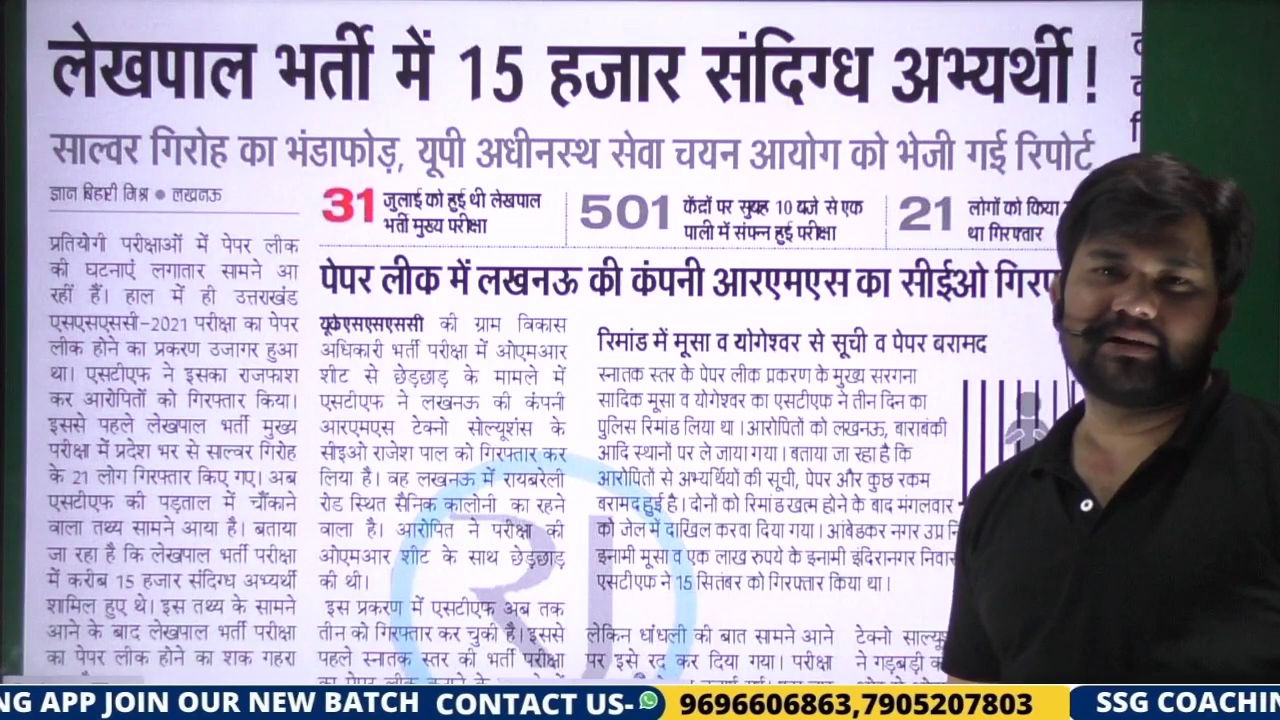 लेखपाल भर्ती में 15 हजार संदिग्ध अभ्यर्थी!
साल्वर गिरोह का भंडाफोड़, यूपी अधीनस्थ सेवा चयन आयोग को भेजी गई रिपोर्ट
ज्ञान बिहारी मिश्र ● लखनऊ
प्रतियोगी परीक्षाओं में पेपर लीक
की घटनाएं लगातार सामने आ
रहीं हैं। हाल में ही उत्तराखंड
एसएसएससी-2021 परीक्षा का पेपर
लीक होने का प्रकरण उजागर हुआ
था। एसटीएफ ने इसका राजफाश
कर आरोपितों को गिरफ्तार किया।
इससे पहले लेखपाल भर्ती मुख्य
परीक्षा में प्रदेश भर से साल्वर गिरोह
के 21 लोग गिरफ्तार किए गए। अब
एसटीएफ की पड़ताल में चौंकाने
वाला तथ्य सामने आया है। बताया
जा रहा है कि लेखपाल भर्ती परीक्षा
में करीब 15 हजार संदिग्ध अभ्यर्थी
शामिल हुए थे। इस तथ्य के सामने
आने के बाद लेखपाल भर्ती परीक्षा
का पेपर लीक होने का शक गहरा
31 जुलाई को हुई थी लेखपाल
भर्ती मुख्य परीक्षा
501 केंद्रों पर सुबह 10 बजे से एक
पाली में संपन्न हुई परीक्षा
21 लोगों को किया
था गिरफ्तार
पेपर लीक में लखनऊ की कंपनी आरएमएस का सीईओ
यूकेएसएसएससी की ग्राम विकास
अधिकारी भर्ती परीक्षा में ओएमआर
शीट से छेड़छाड़ के मामले में
एसटीएफ ने लखनऊ की कंपनी
आरएमएस टेक्नो सोल्यूशंस के
सीइओ राजेश पाल को गिरफ्तार कर
लिया है। वह लखनऊ में रायबरेली
रोड स्थित सैनिक कालोनी का रहने
वाला है। आरोपित ने परीक्षा की
ओएमआर शीट के साथ छेड़छाड़
की थी।
इस प्रकरण में एसटीएफ अब तक
तीन को गिरफ्तार कर चुकी है। इससे
पहले स्नातक स्तर की भर्ती परीक्षा
रिमांड में मूसा व योगेश्वर से सूची व पेपर बरामद
स्नातक स्तर के पेपर लीक प्रकरण के मुख्य सरगना
सादिक मूसा व योगेश्वर का एसटीएफ ने तीन दिन का
पुलिस रिमांड लिया था। आरोपितों को लखनऊ, बाराबंकी
आदि स्थानों पर ले जाया गया। बताया जा रहा है कि
आरोपितों से अभ्यर्थियों की सूची, पेपर और कुछ रकम
बरामद हुई है। दोनों को रिमांड खत्म होने के बाद मंगलवार
को जेल में दाखिल करवा दिया गया। आंबेडकर नगर उप्र
इनामी मूसा व एक लाख रुपये के इनामी इंदिरानगर
एसटीएफ ने 15 सितंबर को गिरफ्तार किया था।
लेकिन धांधली की बात सामने आने
पर इसे रद कर दिया गया। परीक्षा
टेक्नो
ने गड़बड़ी
NG APP JOIN OUR NEW BATCH CONTACT US- 9696606863,7905207803 SSG COACHIN